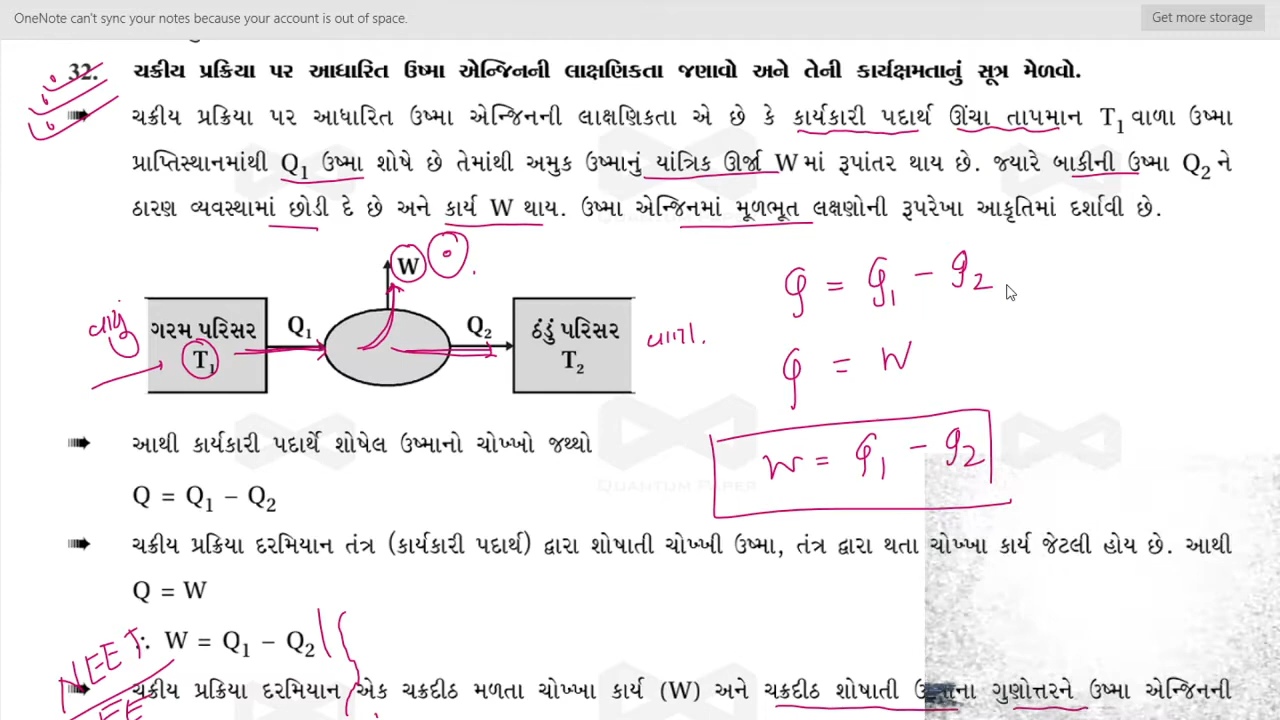 OneNote can't sync your notes because your account is out of space.
Get more storage
32. ચક્રીય પ્રક્રિયા પર આધારિત ઉષ્મા એન્જિનની લાક્ષણિકતા જણાવો અને તેની કાર્યક્ષમતાનું સૂત્ર મેળવો.
ચક્રીય પ્રક્રિયા પર આધારિત ઉષ્મા એન્જિનની લાક્ષણિકતા એ છે કે કાર્યકારી પદાર્થ ઊંચા તાપમાન T₁ વાળા ઉષ્મા
પ્રાપ્તિસ્થાનમાંથી Q₁ ઉષ્મા શોષે છે તેમાંથી અમુક ઉષ્માનું યાંત્રિક ઊર્જા W માં રૂપાંતર થાય છે. જ્યારે બાકીની ઉષ્મા Q₂ ને
ઠારણ વ્યવસ્થામાં છોડી દે છે અને કાર્ય W થાય. ઉષ્મા એન્જિનમાં મૂળભૂત લક્ષણોની રૂપરેખા આકૃતિમાં દર્શાવી છે.
W
Q = Q₁ − Q₂
ગરમ પરિસર Q₁ Q₂ ઠંડું પરિસર
T₁ T₂
Q = W
W = Q₁ − Q₂
આથી કાર્યકારી પદાર્થે શોષેલ ઉષ્માનો ચોખ્ખો જથ્થો
QUANTUM PAPER
Q = Q₁ − Q₂
ચક્રીય પ્રક્રિયા દરમિયાન તંત્ર (કાર્યકારી પદાર્થ) દ્વારા શોષાતી ચોખ્ખી ઉષ્મા, તંત્ર દ્વારા થતા ચોખ્ખા કાર્ય જેટલી હોય છે. આથી
Q = W
∴ W = Q₁ − Q₂
NEET
ચક્રીય પ્રક્રિયા દરમિયાન એક ચક્રદીઠ મળતા ચોખ્ખા કાર્ય (W) અને ચક્રદીઠ શોષાતી ઉષ્માના ગુણોત્તરને ઉષ્મા એન્જિનની